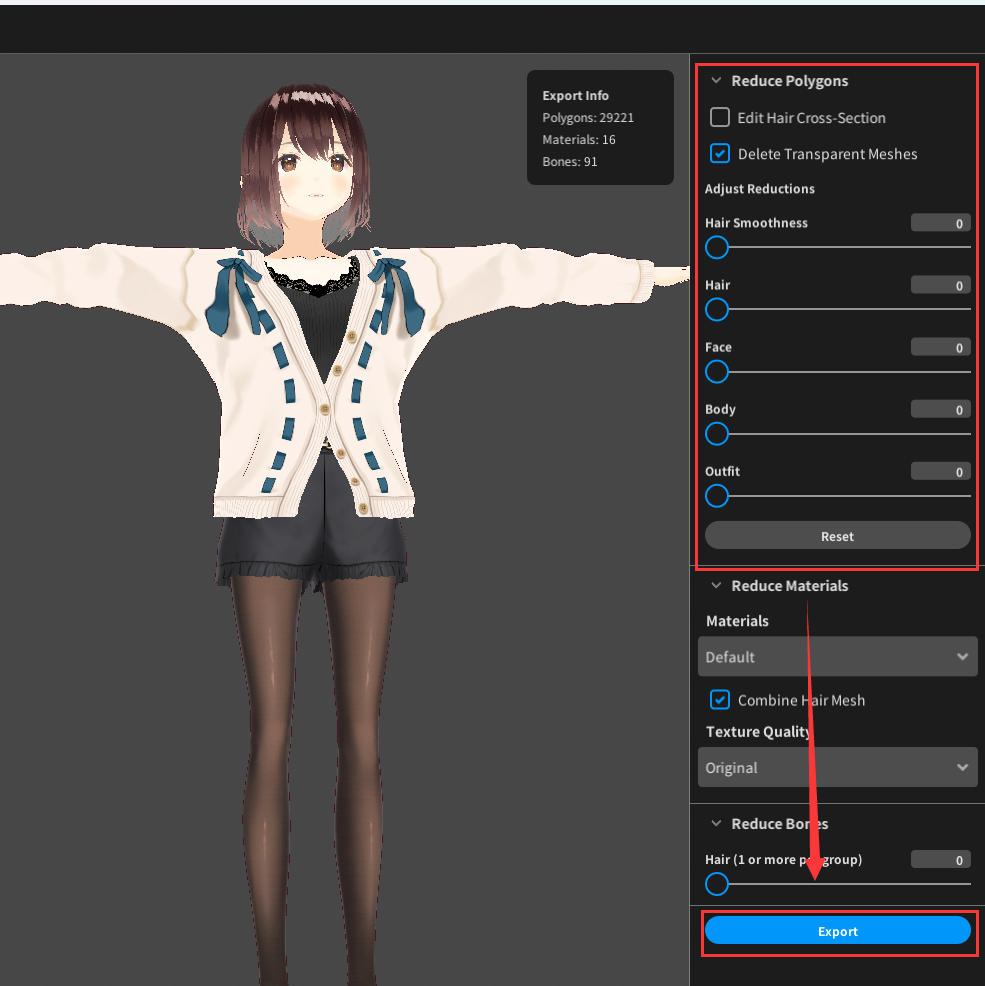 Export Info
Polygons: 29221
Materials: 16
Bones: 91
Reduce Polygons
Edit Hair Cross-Section
Delete Transparent Meshes
Adjust Reductions
Hair Smoothness 0
Hair 0
Face 0
Body 0
Outfit 0
Reset
Reduce Materials
Materials
Default
Combine Hair Mesh
Texture Quality
Original
Reduce Bones
Hair (1 or more per group) 0
Export